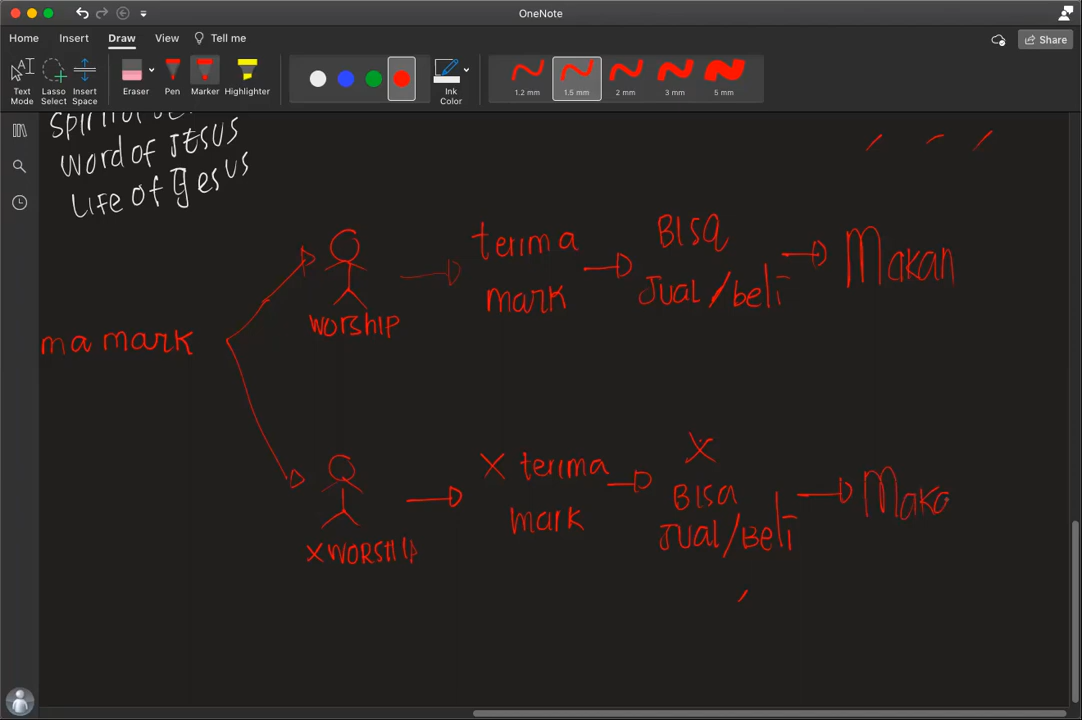 OneNote
Home Insert Draw View Tell me
Share
Text Mode
Lasso Select
Insert Space
Eraser
Pen
Marker
Highlighter
Ink Color
1.2 mm
1.5 mm
2 mm
3 mm
5 mm
word of Jesus
Life of Jesus
terima
mark
BISa
Jual/beli
Makan
worship
ma mark
X terima
mark
X
BISa
Jual/Beli
Maka
XWORSHIP